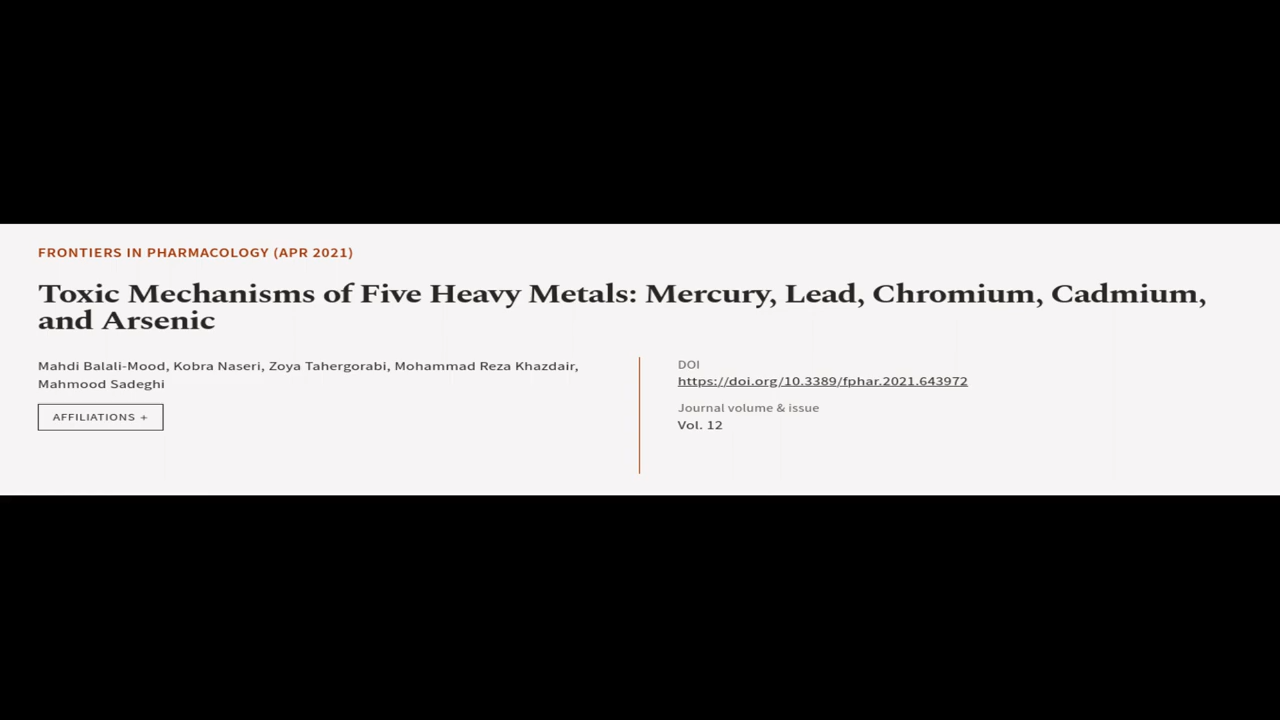 FRONTIERS IN PHARMACOLOGY (APR 2021)
Toxic Mechanisms of Five Heavy Metals: Mercury, Lead, Chromium, Cadmium,
and Arsenic
Mahdi Balali-Mood, Kobra Naseri, Zoya Tahergorabi, Mohammad Reza Khazdair,
Mahmood Sadeghi
AFFILIATIONS +
DOI
https://doi.org/10.3389/fphar.2021.643972
Journal volume & issue
Vol. 12